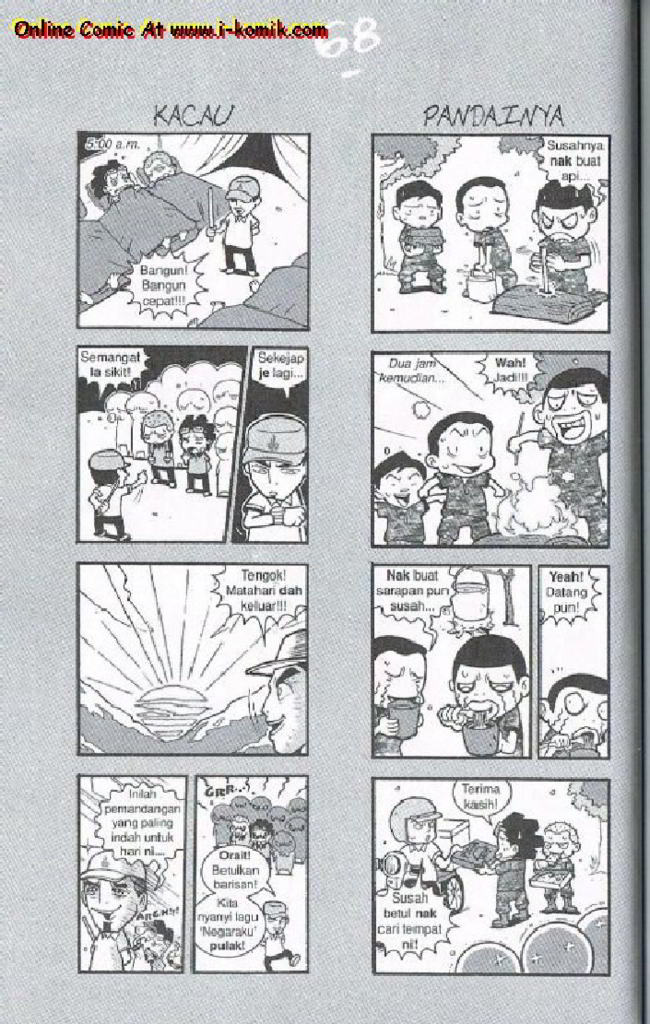 Online Comic At www.i-komik.com
68
KACAU
5:00 a.m.
Bangun!
Bangun
cepat!!!
Semangat
la sikit!
Sekejap
je lagi...
Tengok!
Matahari dah
keluar!!!
Inilah
pemandangan
yang paling
indah untuk
hari ni....
ARGH!!
GRR...
Orait!
Betulkan
barisan!
Kita
nyanyi lagu
'Negaraku'
pulak!
PANDAINYA
Susahnya
nak buat
api...
Dua jam
kemudian...
Wah!
Jadi!!!
Nak buat
sarapan pun
susah...
Yeah!
Datang
pun!
Terima
kasih!
Susah
betul nak
cari tempat
ni!